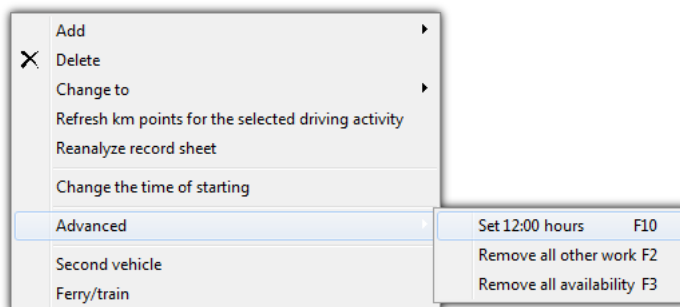 Add
Delete
Change to
Refresh km points for the selected driving activity
Reanalyze record sheet
Change the time of starting
Advanced
Set 12:00 hours F10
Remove all other work F2
Remove all availability F3
Second vehicle
Ferry/train